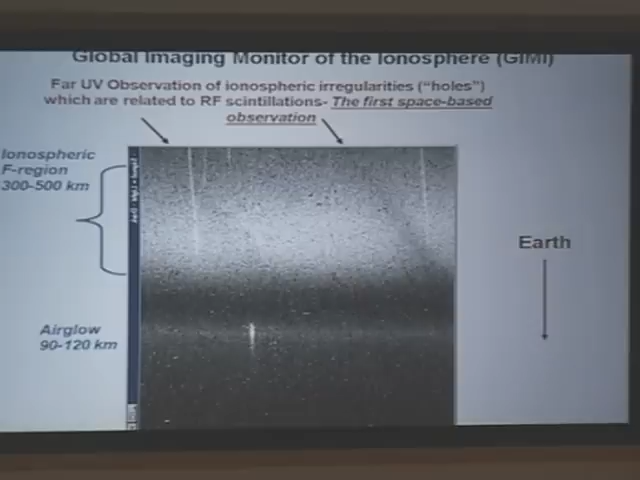 Global Imaging Monitor of the Ionosphere (GIMI)
Far UV Observation of ionospheric irregularities ("holes")
which are related to RF scintillations- The first space-based
observation
Ionospheric
F-region
300-500 km
Earth
Airglow
90-120 km